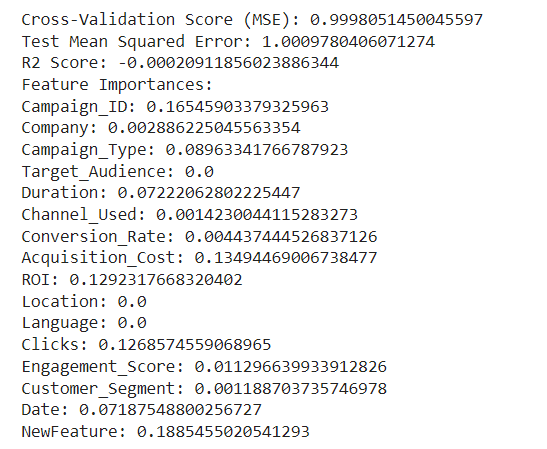 Cross-Validation Score (MSE): 0.9998051450045597
Test Mean Squared Error: 1.0009780406071274
R2 Score: -0.00020911856023886344
Feature Importances:
Campaign_ID: 0.16545903379325963
Company: 0.002886225045563354
Campaign_Type: 0.08963341766787923
Target_Audience: 0.0
Duration: 0.07222062802225447
Channel_Used: 0.0014230044115283273
Conversion_Rate: 0.004437444526837126
Acquisition_Cost: 0.13494469006738477
ROI: 0.1292317668320402
Location: 0.0
Language: 0.0
Clicks: 0.1268574559068965
Engagement_Score: 0.011296639933912826
Customer_Segment: 0.001188703735746978
Date: 0.07187548800256727
NewFeature: 0.1885455020541293